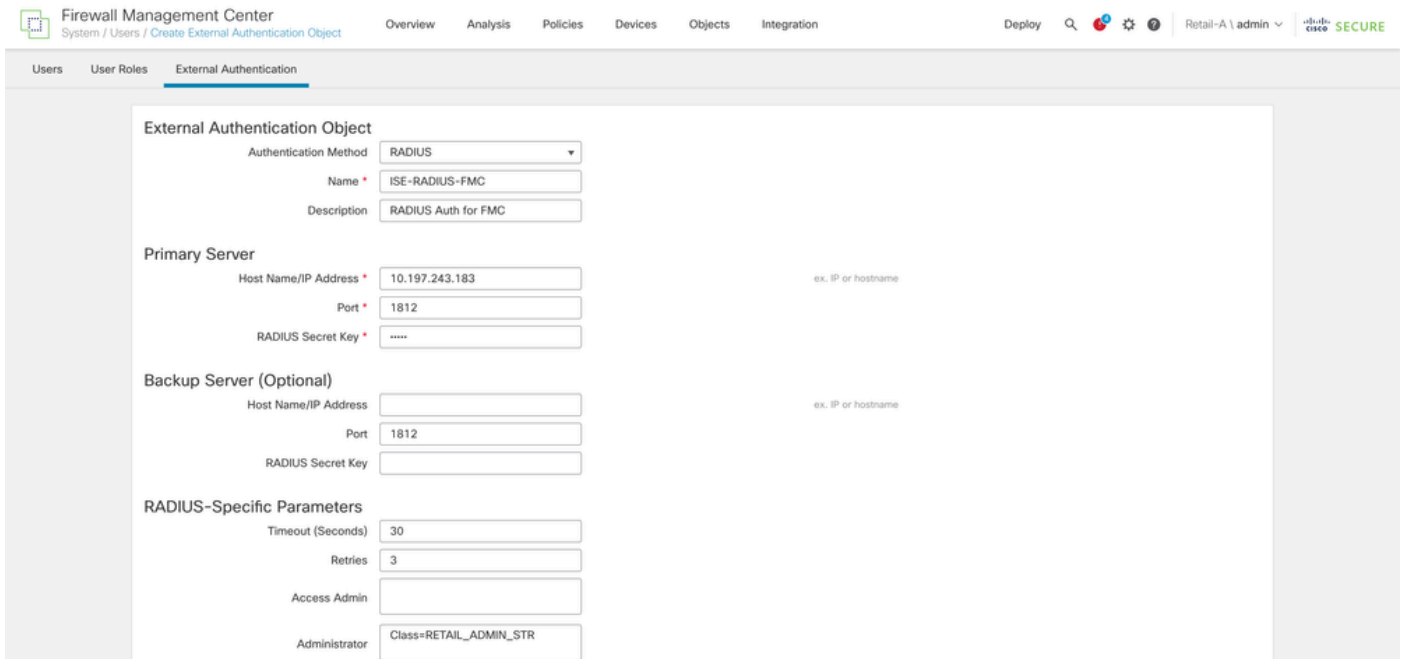 Firewall Management Center
System / Users / Create External Authentication Object
Overview Analysis Policies Devices Objects Integration
Deploy 4 Retail-A \ admin cisco SECURE
Users User Roles External Authentication
External Authentication Object
Authentication Method RADIUS
Name * ISE-RADIUS-FMC
Description RADIUS Auth for FMC
Primary Server
Host Name/IP Address * 10.197.243.183 ex. IP or hostname
Port * 1812
RADIUS Secret Key * •••••
Backup Server (Optional)
Host Name/IP Address ex. IP or hostname
Port 1812
RADIUS Secret Key
RADIUS-Specific Parameters
Timeout (Seconds) 30
Retries 3
Access Admin
Administrator Class=RETAIL_ADMIN_STR